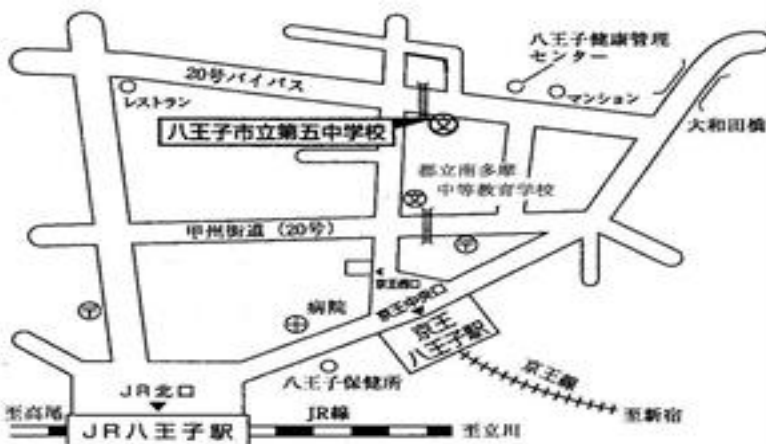 八王子健康管理
センター
20号バイパス
レストラン
マンション
大和田橋
八王子市立第五中学校
都立南多摩
中等教育学校
甲州街道(20号)
京王西口
病院
京王中央口
京王
八王子駅
八王子保健所
京王線
JR北口
至高尾
JR線
至新宿
JR八王子駅
至立川